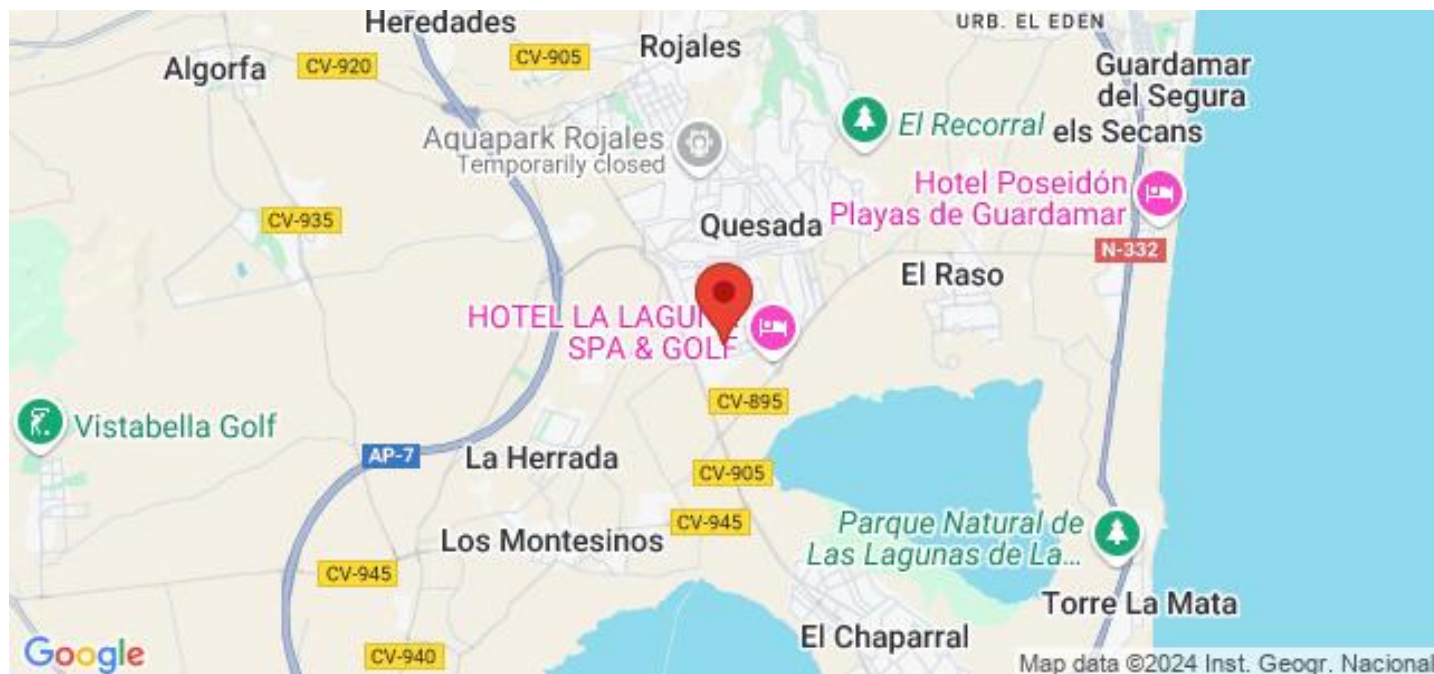 Heredades
URB. EL EDEN
Rojales
Algorfa
CV-920
CV-905
Guardamar
del Segura
El Recorral
els Secans
Aquapark Rojales
Temporarily closed
Hotel Poseidón
Playas de Guardamar
CV-935
Quesada
N-332
El Raso
HOTEL LA LAGU
SPA & GOLF
CV-895
Vistabella Golf
AP-7
La Herrada
CV-905
CV-945
Parque Natural de
Las Lagunas de La...
Los Montesinos
CV-945
Torre La Mata
El Chaparral
CV-940
Google
Map data ©2024 Inst. Geogr. Nacional